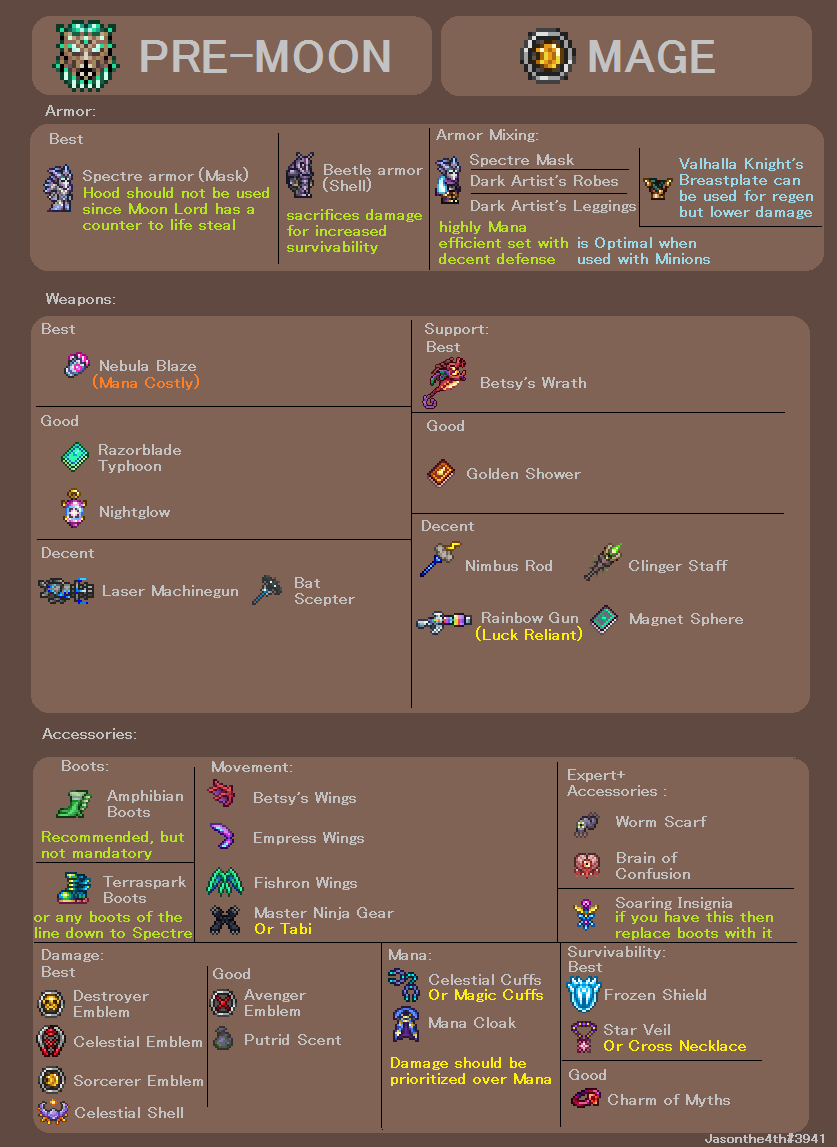 PRE-MOON
MAGE
Armor:
Best
Spectre armor (Mask)
Hood should not be used
since Moon Lord has a
counter to life steal
Beetle armor
(Shell)
sacrifices damage
for increased
survivability
Armor Mixing:
Spectre Mask
Dark Artist's Robes
Dark Artist's Leggings
highly Mana
efficient set with
decent defense
is Optimal when
used with Minions
Valhalla Knight's
Breastplate can
be used for regen
but lower damage
Weapons:
Best
Nebula Blaze
(Mana Costly)
Good
Razorblade
Typhoon
Nightglow
Decent
Laser Machinegun
Bat
Scepter
Support:
Best
Betsy's Wrath
Good
Golden Shower
Decent
Nimbus Rod
Clinger Staff
Rainbow Gun
(Luck Reliant)
Magnet Sphere
Accessories:
Boots:
Amphibian
Boots
Recommended, but
not mandatory
Terraspark
Boots
or any boots of the
line down to Spectre
Movement:
Betsy's Wings
Empress Wings
Fishron Wings
Master Ninja Gear
Or Tabi
Expert+
Accessories :
Worm Scarf
Brain of
Confusion
Soaring Insignia
if you have this then
replace boots with it
Damage:
Best
Destroyer
Emblem
Celestial Emblem
Sorcerer Emblem
Celestial Shell
Good
Avenger
Emblem
Putrid Scent
Mana:
Celestial Cuffs
Or Magic Cuffs
Mana Cloak
Damage should be
prioritized over Mana
Survivability:
Best
Frozen Shield
Star Veil
Or Cross Necklace
Good
Charm of Myths
Jasonthe4th#3941